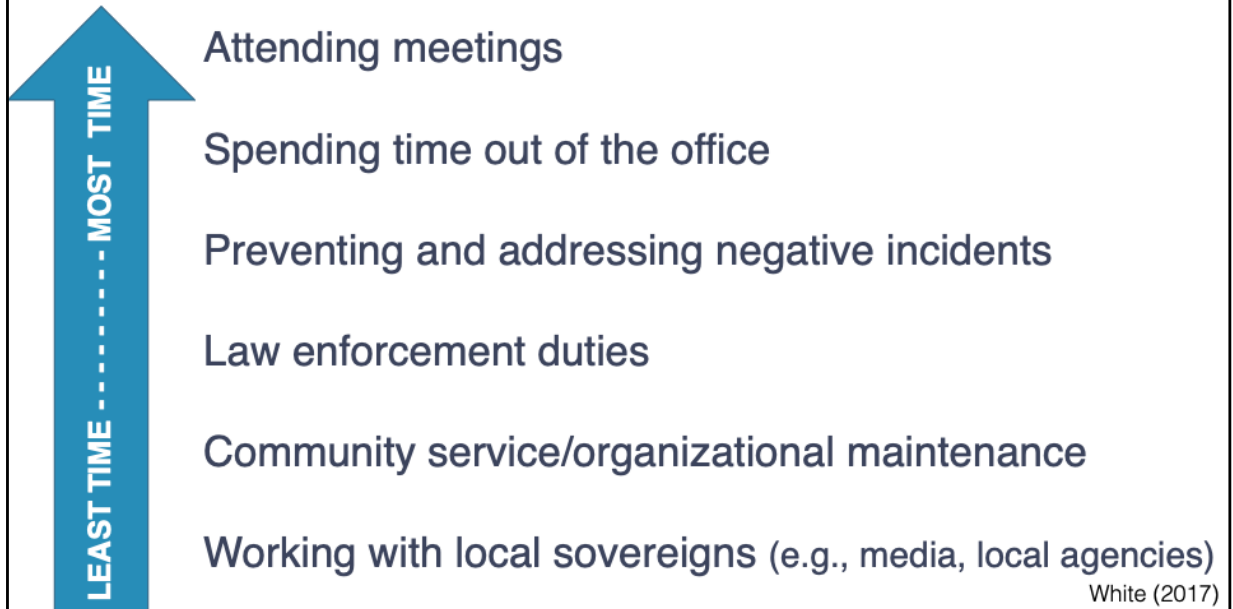 Attending meetings
Spending time out of the office
Preventing and addressing negative incidents
Law enforcement duties
Community service/organizational maintenance
Working with local sovereigns (e.g., media, local agencies)
White (2017)
LEAST TIME - - - - - - - - - MOST TIME